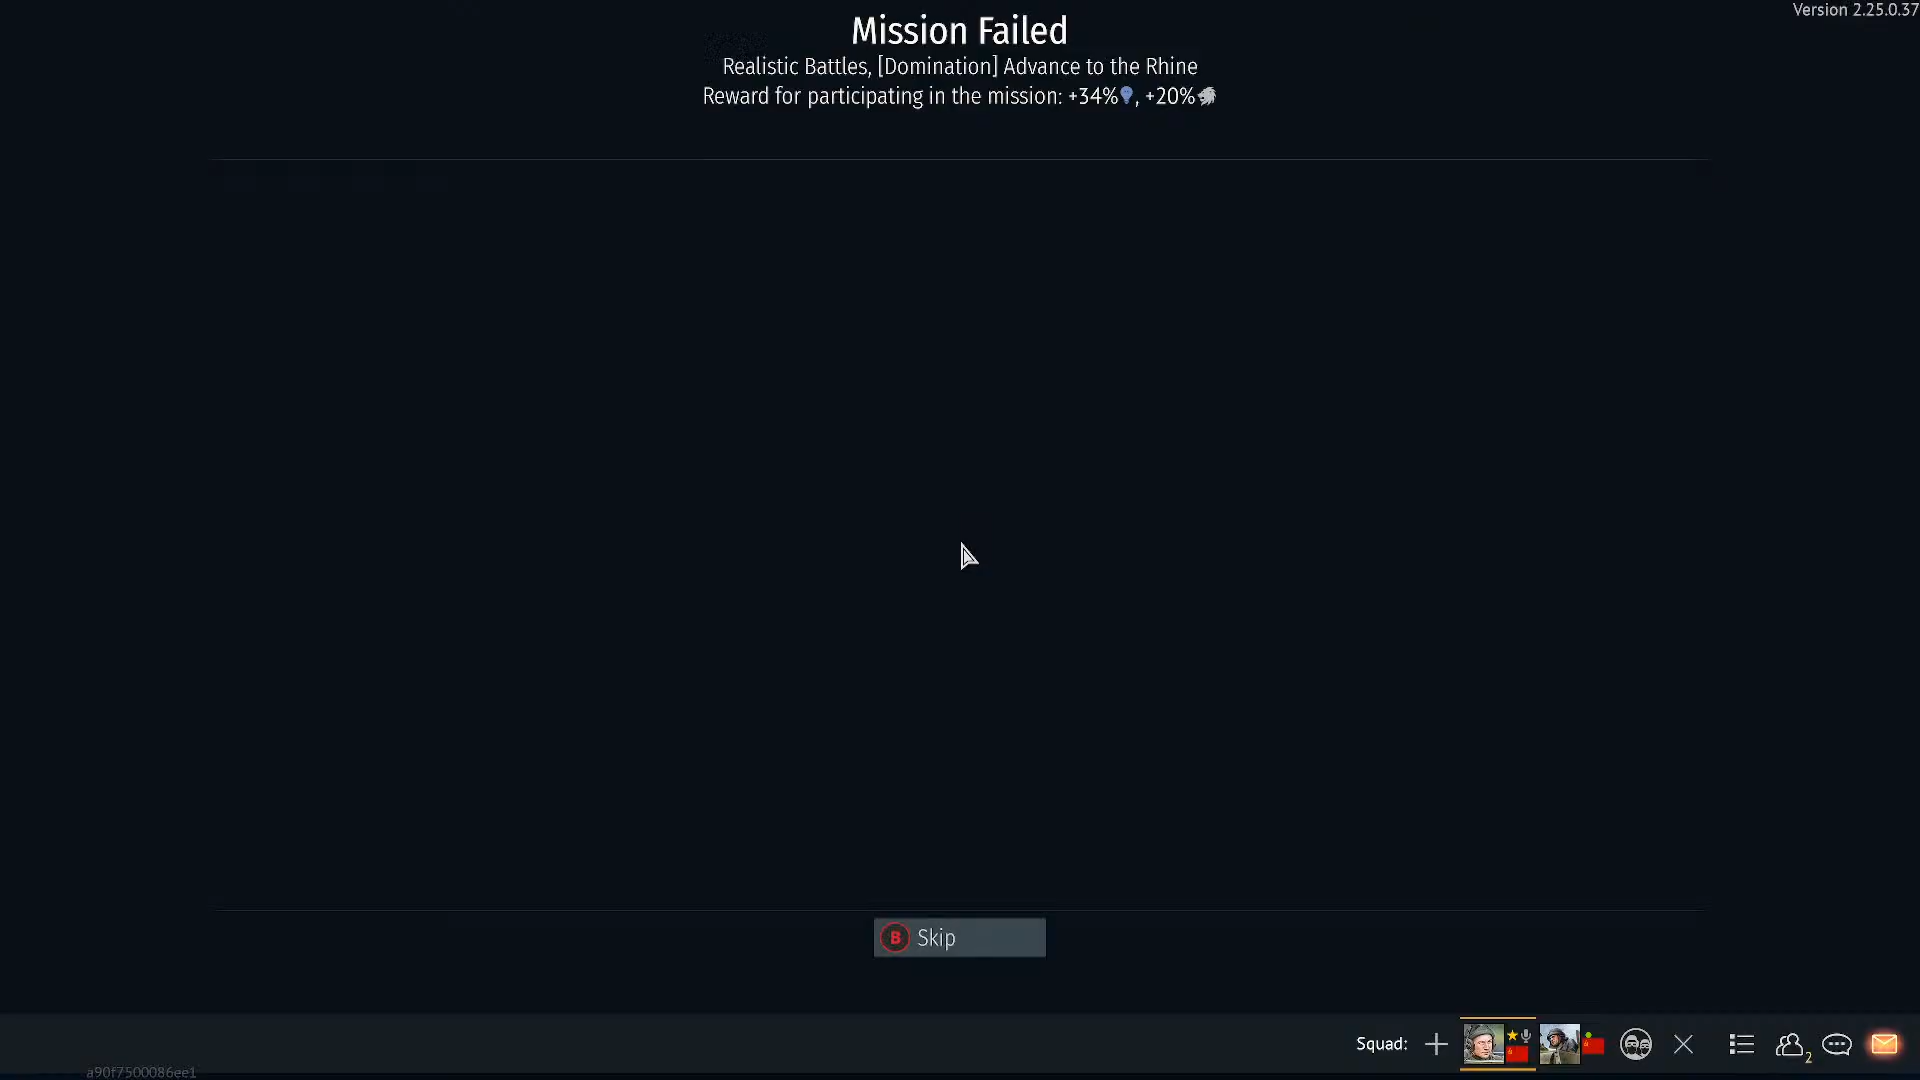 Version 2.25.0.37
Mission Failed
Realistic Battles, [Domination] Advance to the Rhine
Reward for participating in the mission: +34%, +20%
B Skip
Squad:
2
a90f7500086ee1